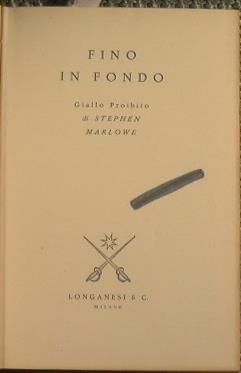 FINO
IN FONDO
Giallo Proibito
di STEPHEN
MARLOWE
LONGANESI & C.
MILANO